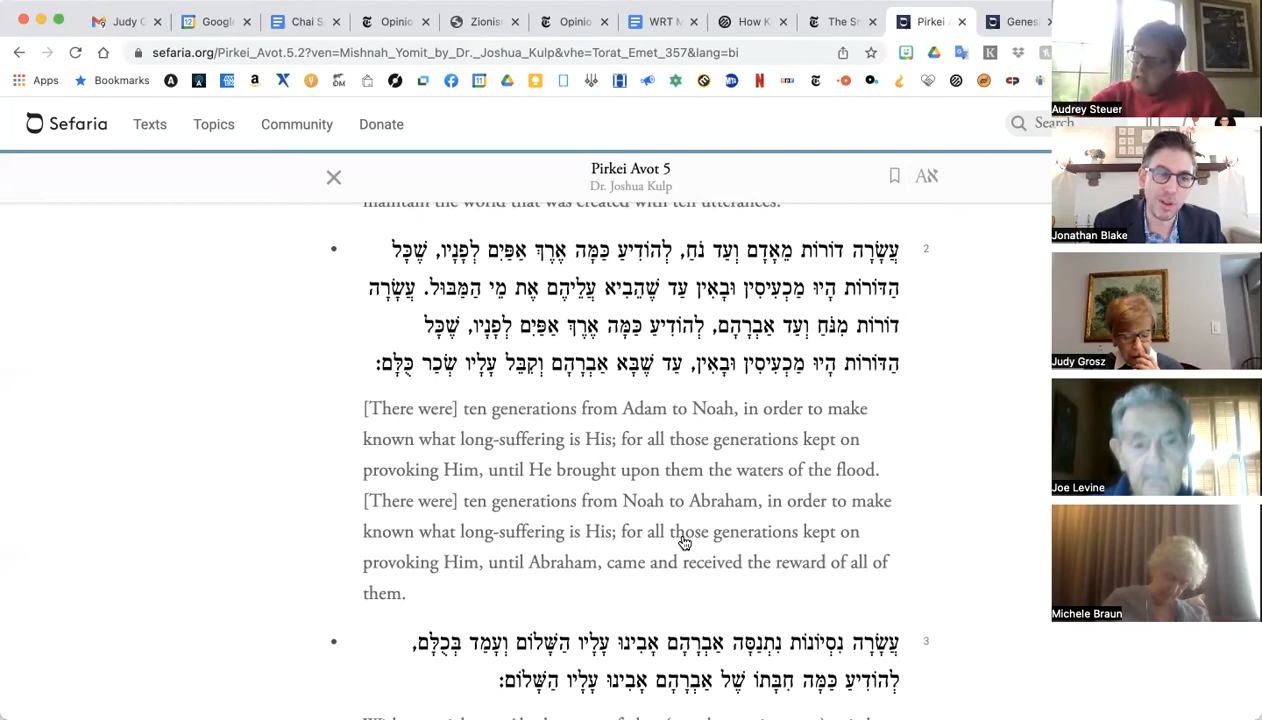 Judy G
Google
Chai S
Opinio
Zionis
Opinio
WRT M
How K
The Sn
Pirkei A
Genesi
sefaria.org/Pirkei_Avot.5.2?ven=Mishnah_Yomit_by_Dr._Joshua_Kulp&vhe=Torat_Emet_357&lang=bi
Apps
Bookmarks
Sefaria
Texts
Topics
Community
Donate
Search
Pirkei Avot 5
Dr. Joshua Kulp
maintain the world that was created with ten utterances.
2
עֲשָׂרָה דוֹרוֹת מֵאָדָם וְעַד נֹחַ, לְהוֹדִיעַ כַּמָּה אֶרֶךְ אַפַּיִם לְפָנָיו, שֶׁכָּל
הַדּוֹרוֹת הָיוּ מַכְעִיסִין וּבָאִין עַד שֶׁהֵבִיא עֲלֵיהֶם אֶת מֵי הַמַּבּוּל. עֲשָׂרָה
דוֹרוֹת מִנֹּחַ וְעַד אַבְרָהָם, לְהוֹדִיעַ כַּמָּה אֶרֶךְ אַפַּיִם לְפָנָיו, שֶׁכָּל
הַדּוֹרוֹת הָיוּ מַכְעִיסִין וּבָאִין, עַד שֶׁבָּא אַבְרָהָם וְקִבֵּל עָלָיו שְׂכַר כֻּלָּם:
[There were] ten generations from Adam to Noah, in order to make
known what long-suffering is His; for all those generations kept on
provoking Him, until He brought upon them the waters of the flood.
[There were] ten generations from Noah to Abraham, in order to make
known what long-suffering is His; for all those generations kept on
provoking Him, until Abraham, came and received the reward of all of
them.
3
עֲשָׂרָה נִסְיוֹנוֹת נִתְנַסָּה אַבְרָהָם אָבִינוּ עָלָיו הַשָּׁלוֹם וְעָמַד בְּכֻלָּם,
לְהוֹדִיעַ כַּמָּה חִבָּתוֹ שֶׁל אַבְרָהָם אָבִינוּ עָלָיו הַשָּׁלוֹם:
Audrey Steuer
Jonathan Blake
Judy Grosz
Joe Levine
Michele Braun